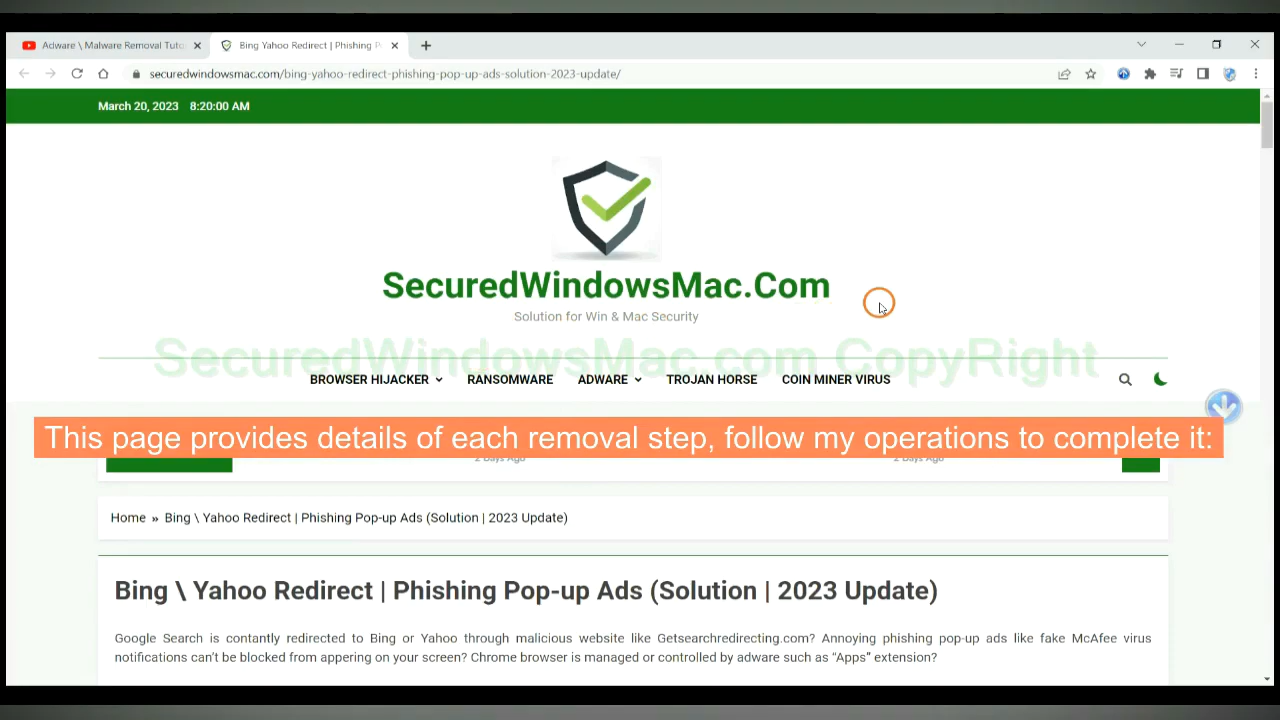 Adware \ Malware Removal Tuto
Bing Yahoo Redirect | Phishing P
securedwindowsmac.com/bing-yahoo-redirect-phishing-pop-up-ads-solution-2023-update/
March 20, 2023 8:20:00 AM
SecuredWindowsMac.Com
Solution for Win & Mac Security
SecuredWindowsMac.com CopyRight
BROWSER HIJACKER RANSOMWARE ADWARE TROJAN HORSE COIN MINER VIRUS
This page provides details of each removal step, follow my operations to complete it:
2 Days Ago 2 Days Ago
Home » Bing \ Yahoo Redirect | Phishing Pop-up Ads (Solution | 2023 Update)
Bing \ Yahoo Redirect | Phishing Pop-up Ads (Solution | 2023 Update)
Google Search is contantly redirected to Bing or Yahoo through malicious website like Getsearchredirecting.com? Annoying phishing pop-up ads like fake McAfee virus
notifications can't be blocked from appering on your screen? Chrome browser is managed or controlled by adware such as “Apps” extension?